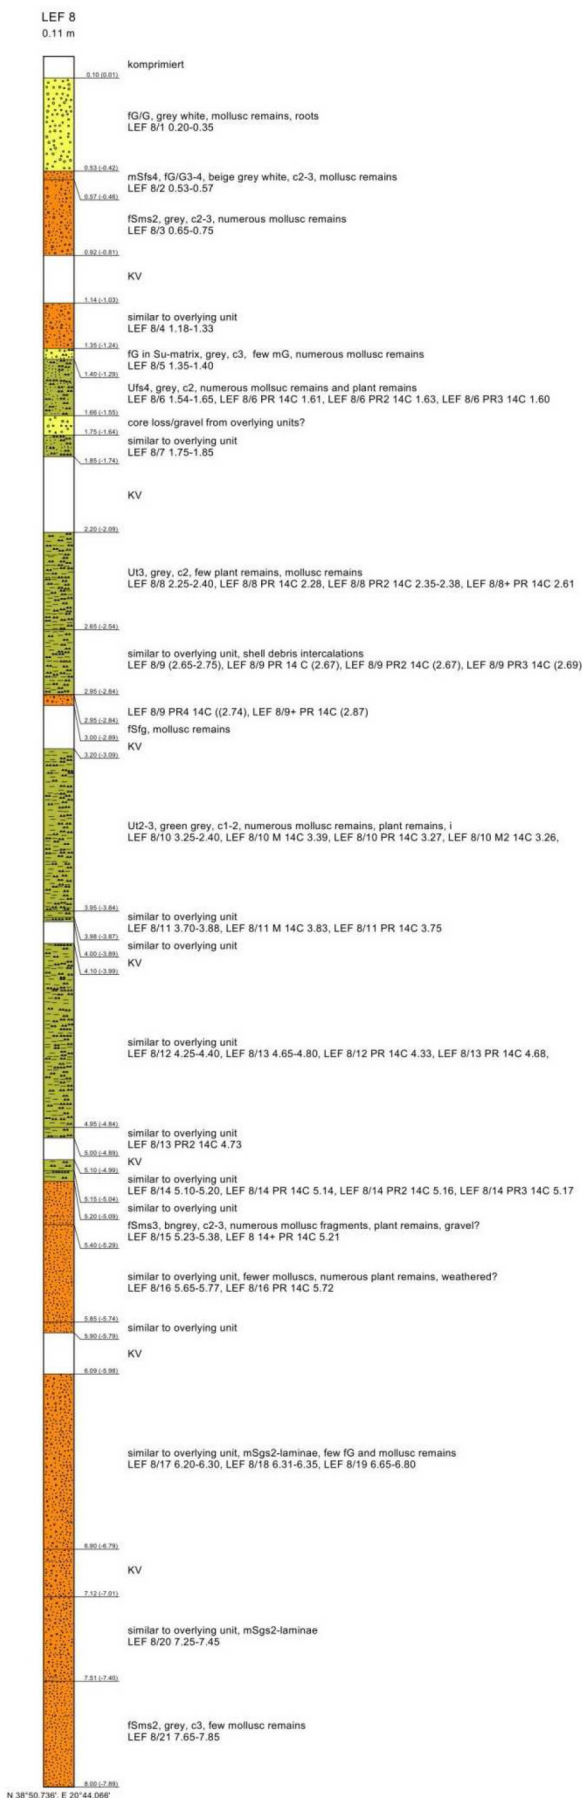 LEF 8
0.11 m
komprimiert
0.10 (0.01)
fG/G, grey white, mollusc remains, roots
LEF 8/1 0.20-0.35
0.53 (-0.42)
mSfs4, fG/G3-4, beige grey white, c2-3, mollusc remains
LEF 8/2 0.53-0.57
0.57 (-0.46)
fSms2, grey, c2-3, numerous mollusc remains
LEF 8/3 0.65-0.75
0.92 (-0.81)
KV
1.14 (-1.03)
similar to overlying unit
LEF 8/4 1.18-1.33
1.35 (-1.24)
fG in Su-matrix, grey, c3, few mG, numerous mollusc remains
LEF 8/5 1.35-1.40
1.40 (-1.29)
Ufs4, grey, c2, numerous mollsuc remains and plant remains
LEF 8/6 1.54-1.65, LEF 8/6 PR 14C 1.61, LEF 8/6 PR2 14C 1.63, LEF 8/6 PR3 14C 1.60
1.66 (-1.55)
core loss/gravel from overlying units?
1.75 (-1.64)
similar to overlying unit
LEF 8/7 1.75-1.85
1.85 (-1.74)
KV
2.20 (-2.09)
Ut3, grey, c2, few plant remains, mollusc remains
LEF 8/8 2.25-2.40, LEF 8/8 PR 14C 2.28, LEF 8/8 PR2 14C 2.35-2.38, LEF 8/8+ PR 14C 2.61
2.65 (-2.54)
similar to overlying unit, shell debris intercalations
LEF 8/9 (2.65-2.75), LEF 8/9 PR 14 C (2.67), LEF 8/9 PR2 14C (2.67), LEF 8/9 PR3 14C (2.69)
2.95 (-2.84)
LEF 8/9 PR4 14C ((2.74), LEF 8/9+ PR 14C (2.87)
2.95 (-2.84)
fSfg, mollusc remains
3.00 (-2.89)
KV
3.20 (-3.09)
Ut2-3, green grey, c1-2, numerous mollusc remains, plant remains, i
LEF 8/10 3.25-2.40, LEF 8/10 M 14C 3.39, LEF 8/10 PR 14C 3.27, LEF 8/10 M2 14C 3.26,
3.95 (-3.84)
similar to overlying unit
LEF 8/11 3.70-3.88, LEF 8/11 M 14C 3.83, LEF 8/11 PR 14C 3.75
3.98 (-3.87)
similar to overlying unit
4.00 (-3.89)
KV
4.10 (-3.99)
similar to overlying unit
LEF 8/12 4.25-4.40, LEF 8/13 4.65-4.80, LEF 8/12 PR 14C 4.33, LEF 8/13 PR 14C 4.68,
4.95 (-4.84)
similar to overlying unit
LEF 8/13 PR2 14C 4.73
5.00 (-4.89)
KV
5.10 (-4.99)
similar to overlying unit
LEF 8/14 5.10-5.20, LEF 8/14 PR 14C 5.14, LEF 8/14 PR2 14C 5.16, LEF 8/14 PR3 14C 5.17
5.15 (-5.04)
similar to overlying unit
5.20 (-5.09)
fSms3, bngrey, c2-3, numerous mollusc fragments, plant remains, gravel?
LEF 8/15 5.23-5.38, LEF 8 14+ PR 14C 5.21
5.40 (-5.29)
similar to overlying unit, fewer molluscs, numerous plant remains, weathered?
LEF 8/16 5.65-5.77, LEF 8/16 PR 14C 5.72
5.85 (-5.74)
similar to overlying unit
5.90 (-5.79)
KV
6.09 (-5.98)
similar to overlying unit, mSgs2-laminae, few fG and mollusc remains
LEF 8/17 6.20-6.30, LEF 8/18 6.31-6.35, LEF 8/19 6.65-6.80
6.90 (-6.79)
KV
7.12 (-7.01)
similar to overlying unit, mSgs2-laminae
LEF 8/20 7.25-7.45
7.51 (-7.40)
fSms2, grey, c3, few mollusc remains
LEF 8/21 7.65-7.85
8.00 (-7.89)
N 38°50.736', E 20°44.066'